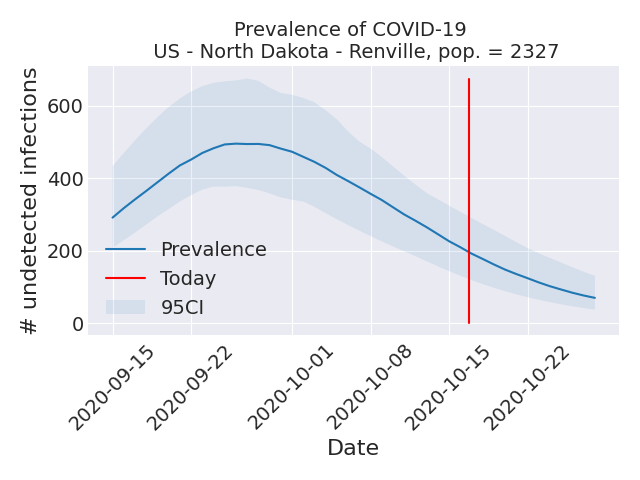 Prevalence of COVID-19
US - North Dakota - Renville, pop. = 2327
# undetected infections
600
400
200
0
Prevalence
Today
95CI
2020-09-15
2020-09-22
2020-10-01
2020-10-08
2020-10-15
2020-10-22
Date